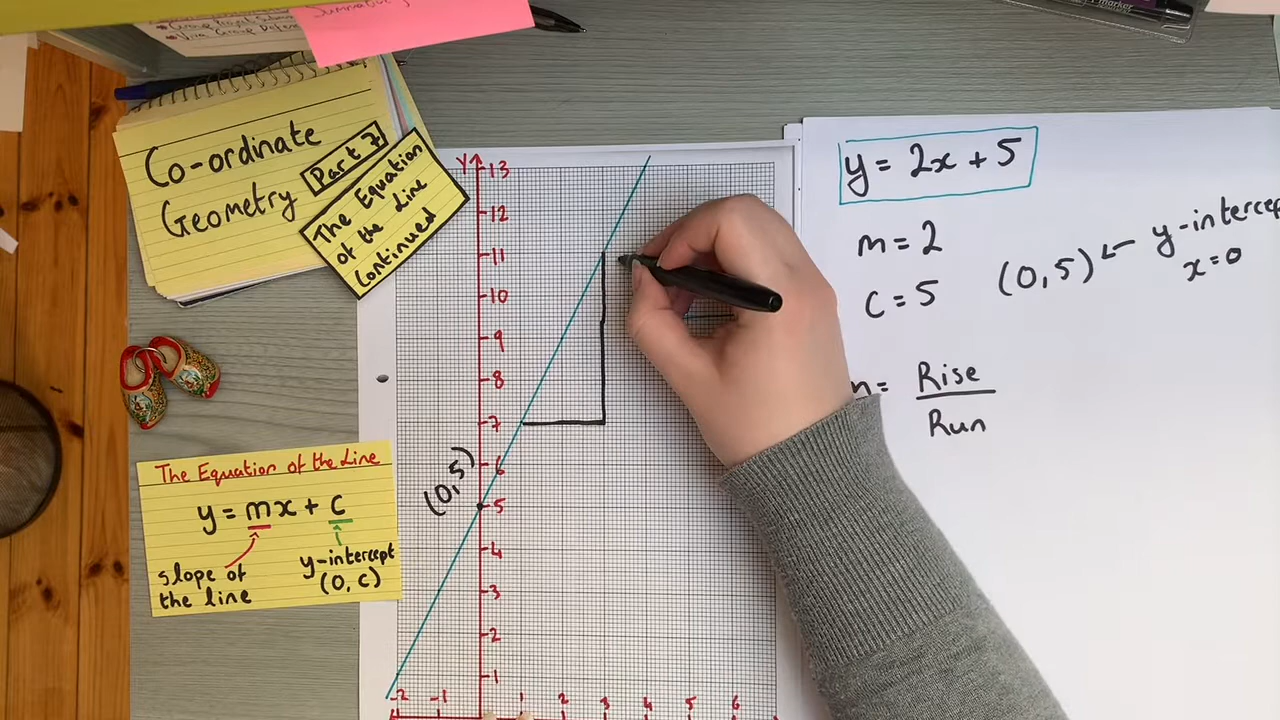 Co-ordinate
Geometry
Part 7
The Equation
of the Line
Continued
The Equation of the Line
y = mx + c
slope of
the line
y-intercept
(0, c)
Y
13
12
11
10
9
8
7
6
5
4
3
2
1
(0,5)
-2 -1 1 2 3 4 5 6
y = 2x + 5
m = 2
c = 5
(0,5) ← y-intercep
x = 0
= Rise
Run